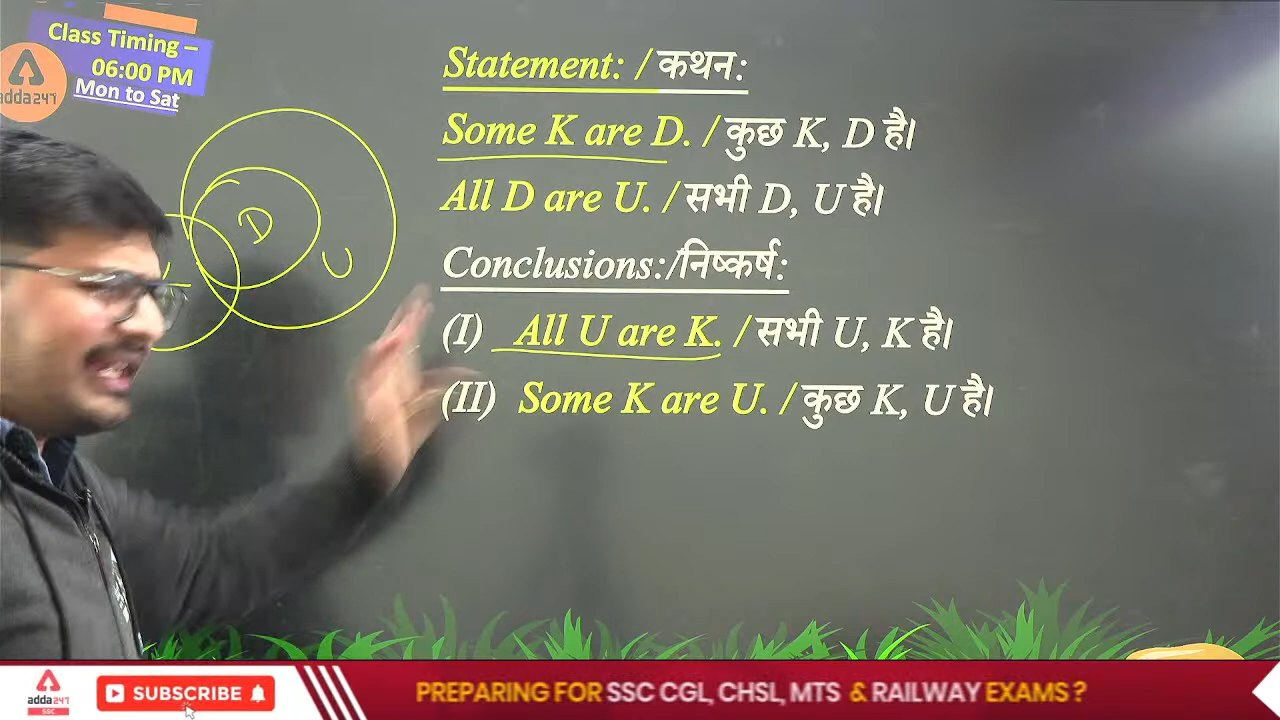 Class Timing –
06:00 PM
Mon to Sat
adda247
Statement: / कथन:
Some K are D. / कुछ K, D है।
All D are U. / सभी D, U है।
Conclusions:/निष्कर्ष:
(I) All U are K. / सभी U, K है।
(II) Some K are U. / कुछ K, U है।
D
U
adda247
SSC
SUBSCRIBE
PREPARING FOR SSC CGL, CHSL, MTS & RAILWAY EXAMS ?